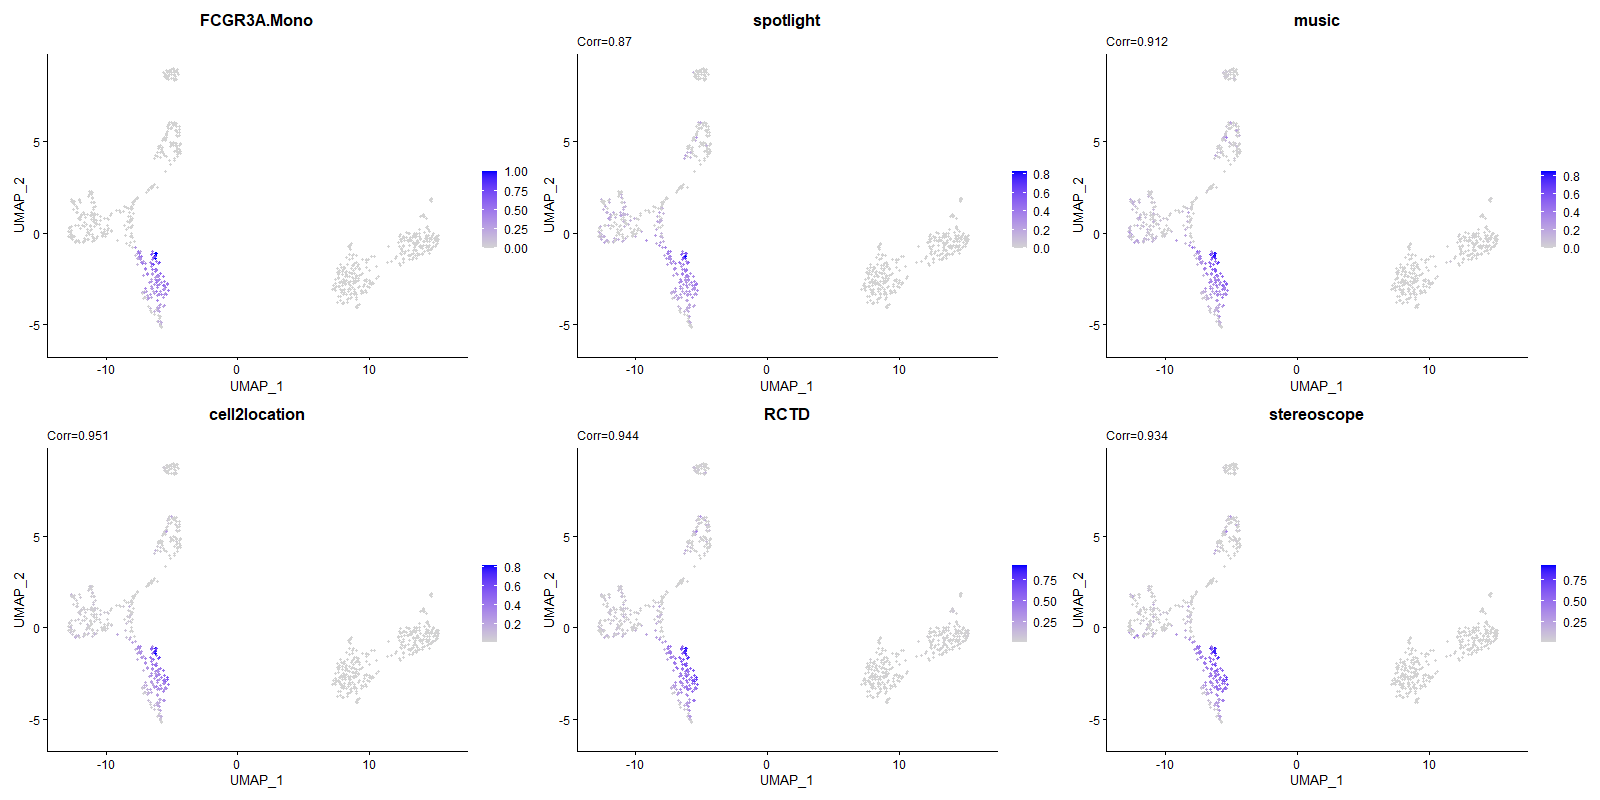 FCGR3A.Mono
UMAP_2
5
0
-5
-10
0
10
UMAP_1
1.00
0.75
0.50
0.25
0.00
spotlight
Corr=0.87
UMAP_2
5
0
-5
-10
0
10
UMAP_1
0.8
0.6
0.4
0.2
0.0
music
Corr=0.912
UMAP_2
5
0
-5
-10
0
10
UMAP_1
0.8
0.6
0.4
0.2
0.0
cell2location
Corr=0.951
UMAP_2
5
0
-5
-10
0
10
UMAP_1
0.8
0.6
0.4
0.2
RCTD
Corr=0.944
UMAP_2
5
0
-5
-10
0
10
UMAP_1
0.75
0.50
0.25
stereoscope
Corr=0.934
UMAP_2
5
0
-5
-10
0
10
UMAP_1
0.75
0.50
0.25